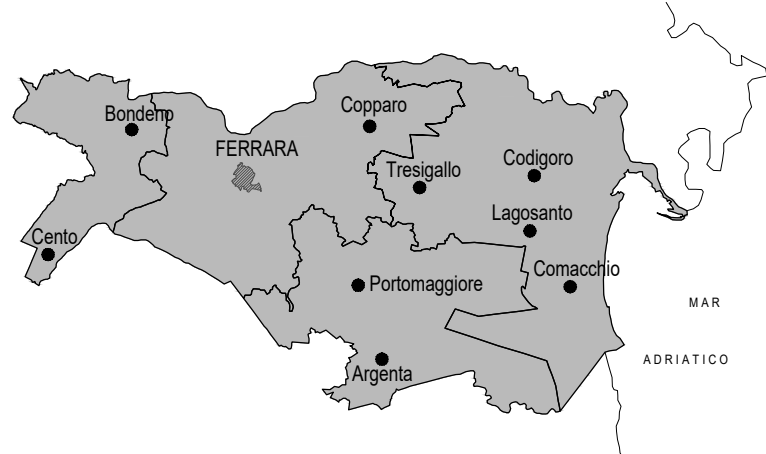 Bondeno
Copparo
FERRARA
Tresigallo
Codigoro
Lagosanto
Cento
Comacchio
Portomaggiore
MAR
ADRIATICO
Argenta